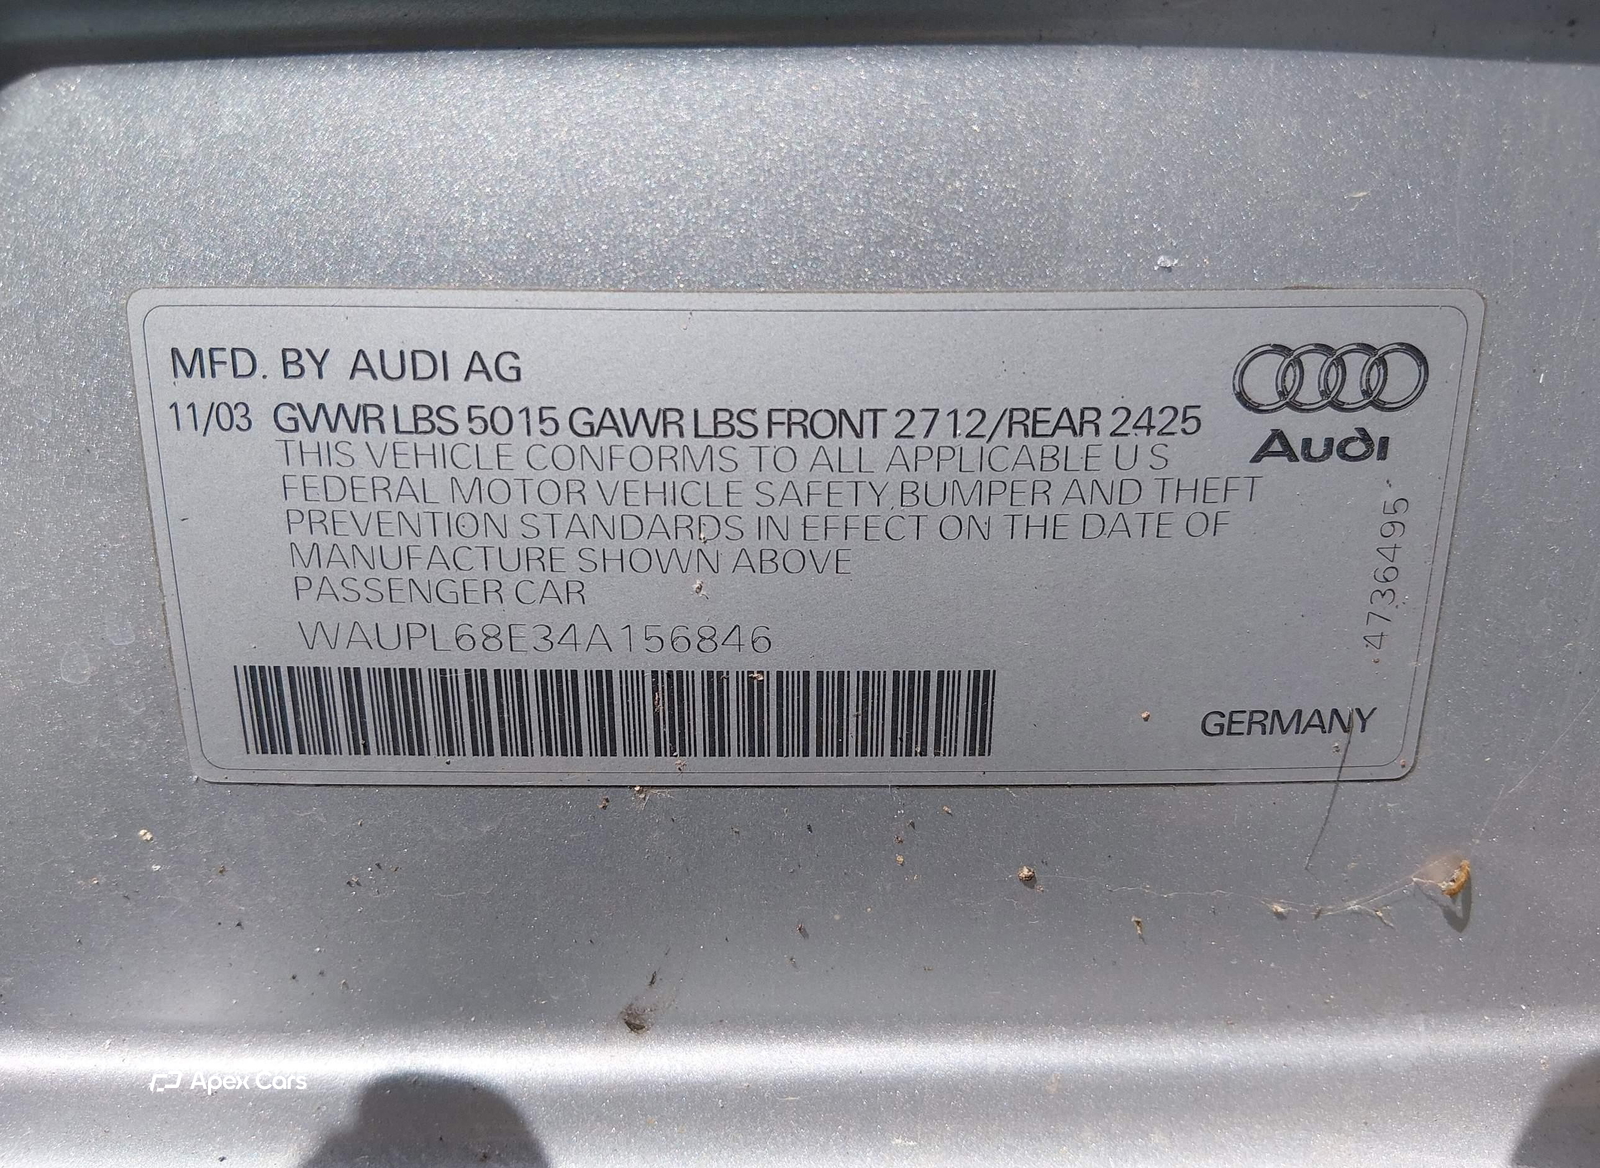 MFD. BY AUDI AG
11/03 GVWR LBS 5015 GAWR LBS FRONT 2712/REAR 2425
THIS VEHICLE CONFORMS TO ALL APPLICABLE U S
FEDERAL MOTOR VEHICLE SAFETY, BUMPER AND THEFT
PREVENTION STANDARDS IN EFFECT ON THE DATE OF
MANUFACTURE SHOWN ABOVE
PASSENGER CAR
WAUPL68E34A156846
Audi
4736495
GERMANY
Apex Cars